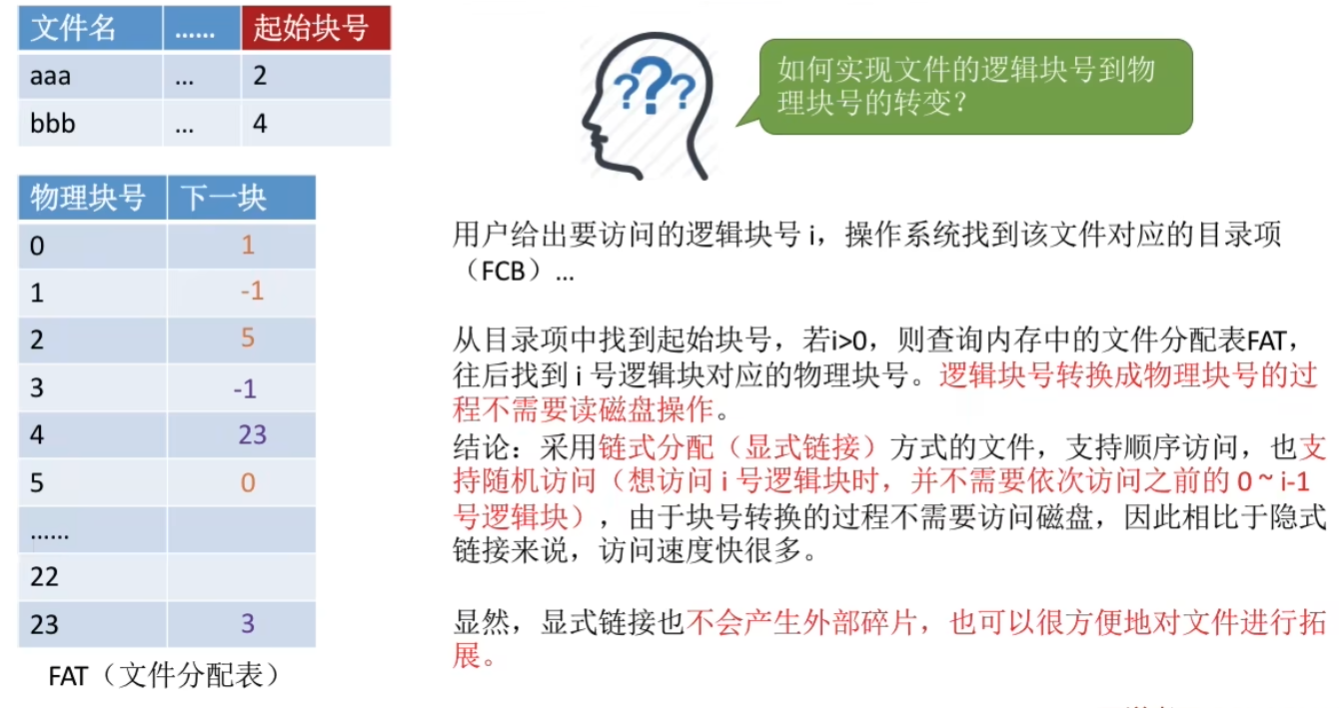 文件名 …… 起始块号
aaa … 2
bbb … 4
???
如何实现文件的逻辑块号到物
理块号的转变？
物理块号 下一块
0 1
1 -1
2 5
3 -1
4 23
5 0
……
22
23 3
FAT（文件分配表）
用户给出要访问的逻辑块号 i，操作系统找到该文件对应的目录项
（FCB）…
从目录项中找到起始块号，若i>0，则查询内存中的文件分配表FAT，
往后找到 i 号逻辑块对应的物理块号。逻辑块号转换成物理块号的过
程不需要读磁盘操作。
结论：采用链式分配（显式链接）方式的文件，支持顺序访问，也支
持随机访问（想访问 i 号逻辑块时，并不需要依次访问之前的 0 ~ i-1
号逻辑块），由于块号转换的过程不需要访问磁盘，因此相比于隐式
链接来说，访问速度快很多。
显然，显式链接也不会产生外部碎片，也可以很方便地对文件进行拓
展。